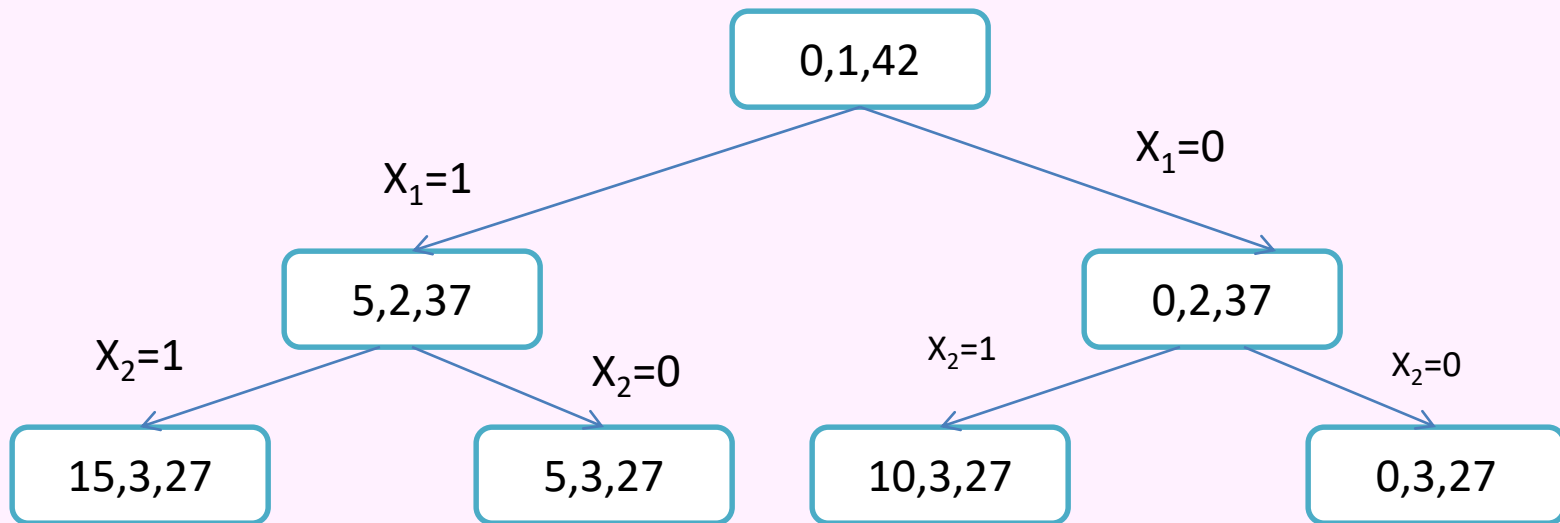 0,1,42
X₁=1
X₁=0
5,2,37
0,2,37
X₂=1
X₂=0
X₂=1
X₂=0
15,3,27
5,3,27
10,3,27
0,3,27